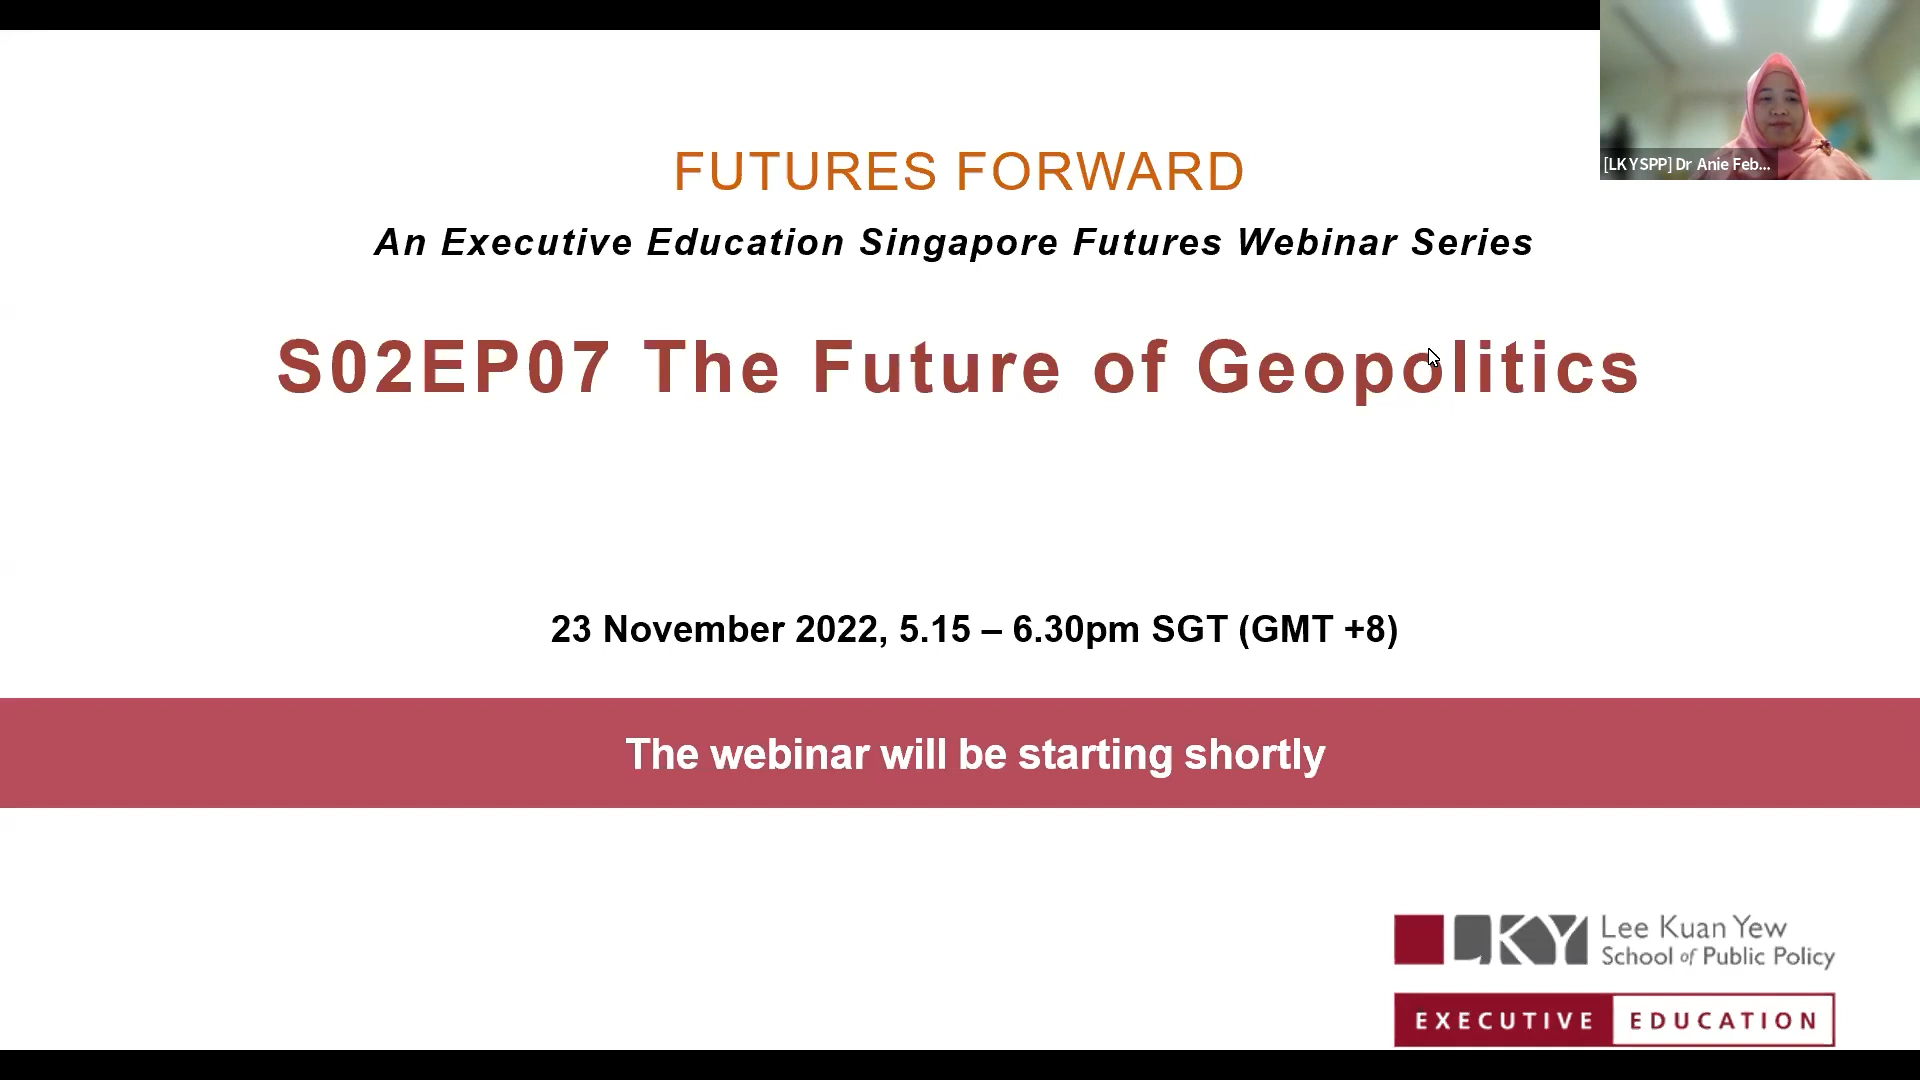 [LKYSPP] Dr Anie Feb...
FUTURES FORWARD
An Executive Education Singapore Futures Webinar Series
S02EP07 The Future of Geopolitics
23 November 2022, 5.15 – 6.30pm SGT (GMT +8)
The webinar will be starting shortly
LKY Lee Kuan Yew
School of Public Policy
EXECUTIVE EDUCATION